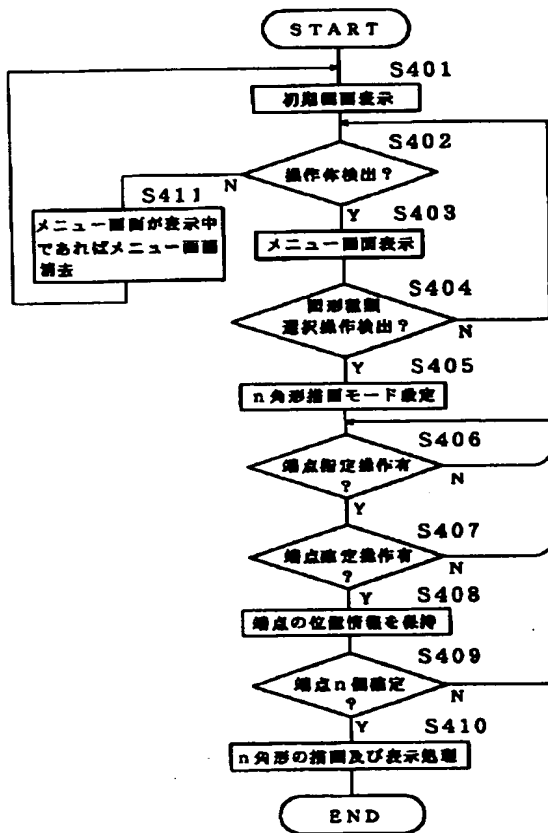 START
S401
初期画面表示
S402
操作体検出？
N
Y
S411
メニュー画面が表示中
であればメニュー画面
消去
S403
メニュー画面表示
S404
図形種類
選択操作検出？
N
Y
S405
n角形描画モード設定
S406
端点指定操作有
？
N
Y
S407
端点確定操作有
？
N
Y
S408
端点の位置情報を保持
S409
端点n個確定
？
N
Y
S410
n角形の描画及び表示処理
END